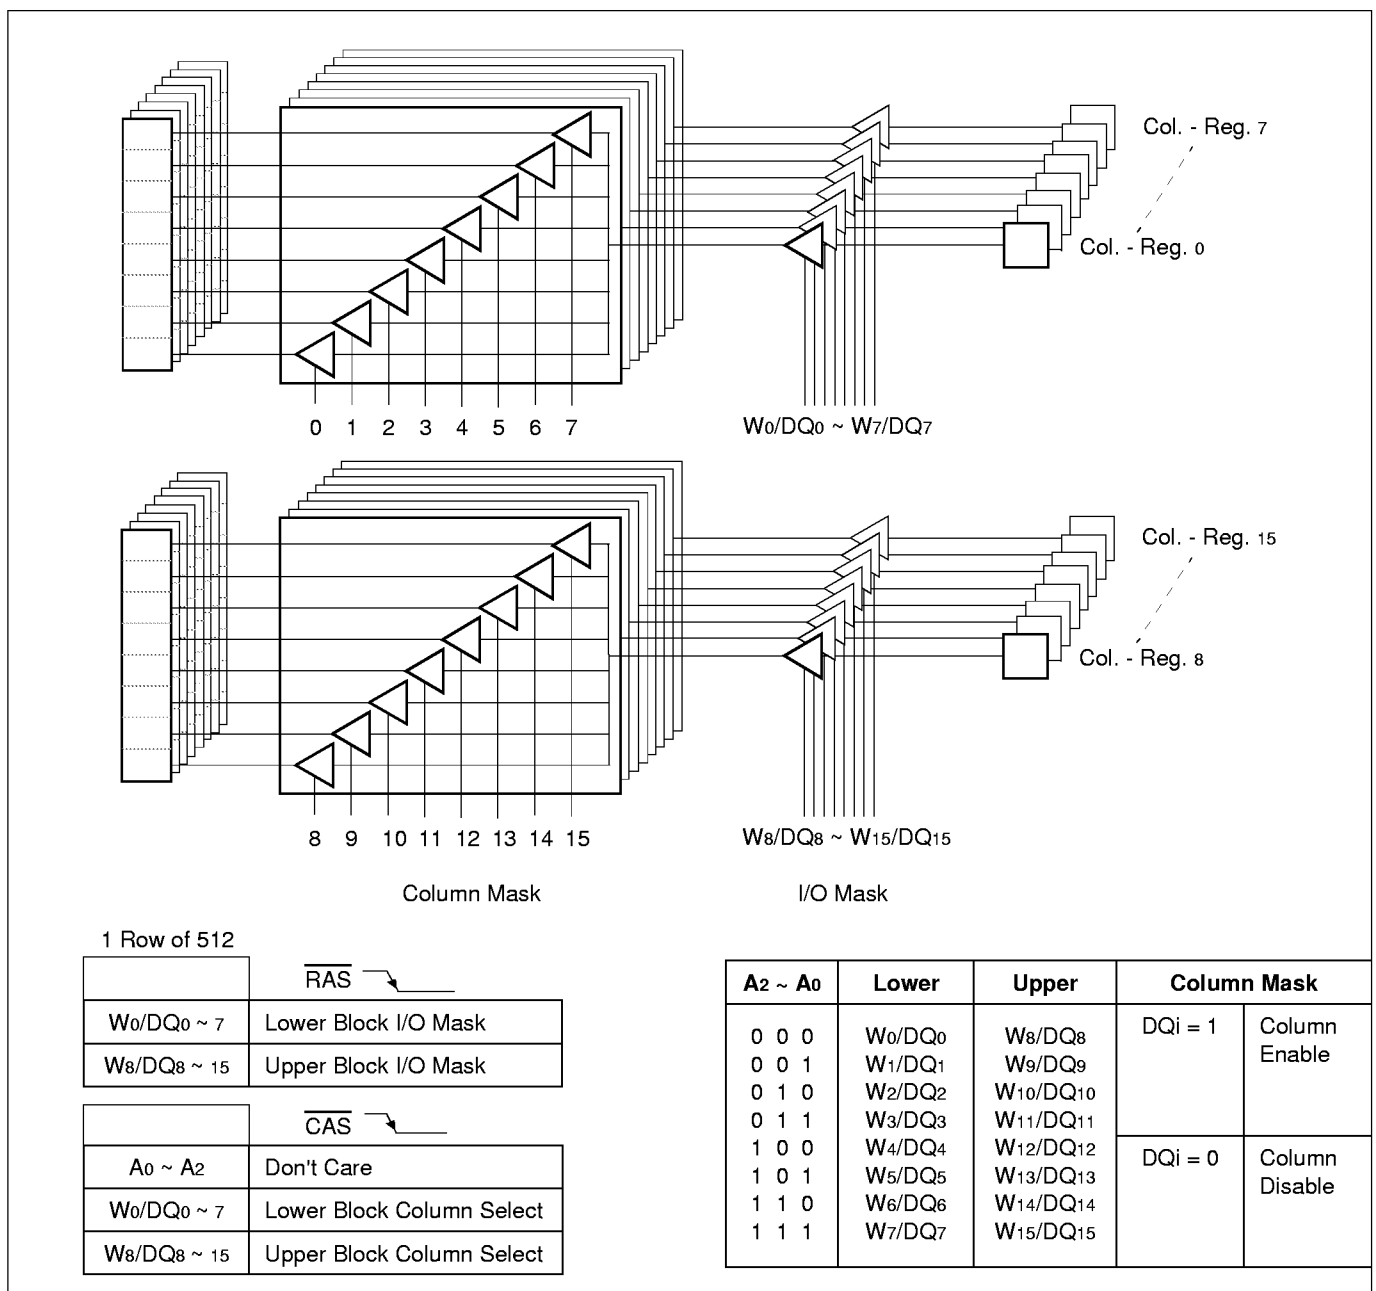 Col. - Reg. 7
Col. - Reg. 0
0 1 2 3 4 5 6 7
W0/DQ0 ~ W7/DQ7
Col. - Reg. 15
Col. - Reg. 8
8 9 10 11 12 13 14 15
W8/DQ8 ~ W15/DQ15
Column Mask
I/O Mask
1 Row of 512
RAS
W0/DQ0 ~ 7 Lower Block I/O Mask
W8/DQ8 ~ 15 Upper Block I/O Mask
CAS
A0 ~ A2 Don't Care
W0/DQ0 ~ 7 Lower Block Column Select
W8/DQ8 ~ 15 Upper Block Column Select
A2 ~ A0 Lower Upper Column Mask
0 0 0 W0/DQ0 W8/DQ8
0 0 1 W1/DQ1 W9/DQ9
0 1 0 W2/DQ2 W10/DQ10
0 1 1 W3/DQ3 W11/DQ11
1 0 0 W4/DQ4 W12/DQ12
1 0 1 W5/DQ5 W13/DQ13
1 1 0 W6/DQ6 W14/DQ14
1 1 1 W7/DQ7 W15/DQ15
DQi = 1 Column
Enable
DQi = 0 Column
Disable